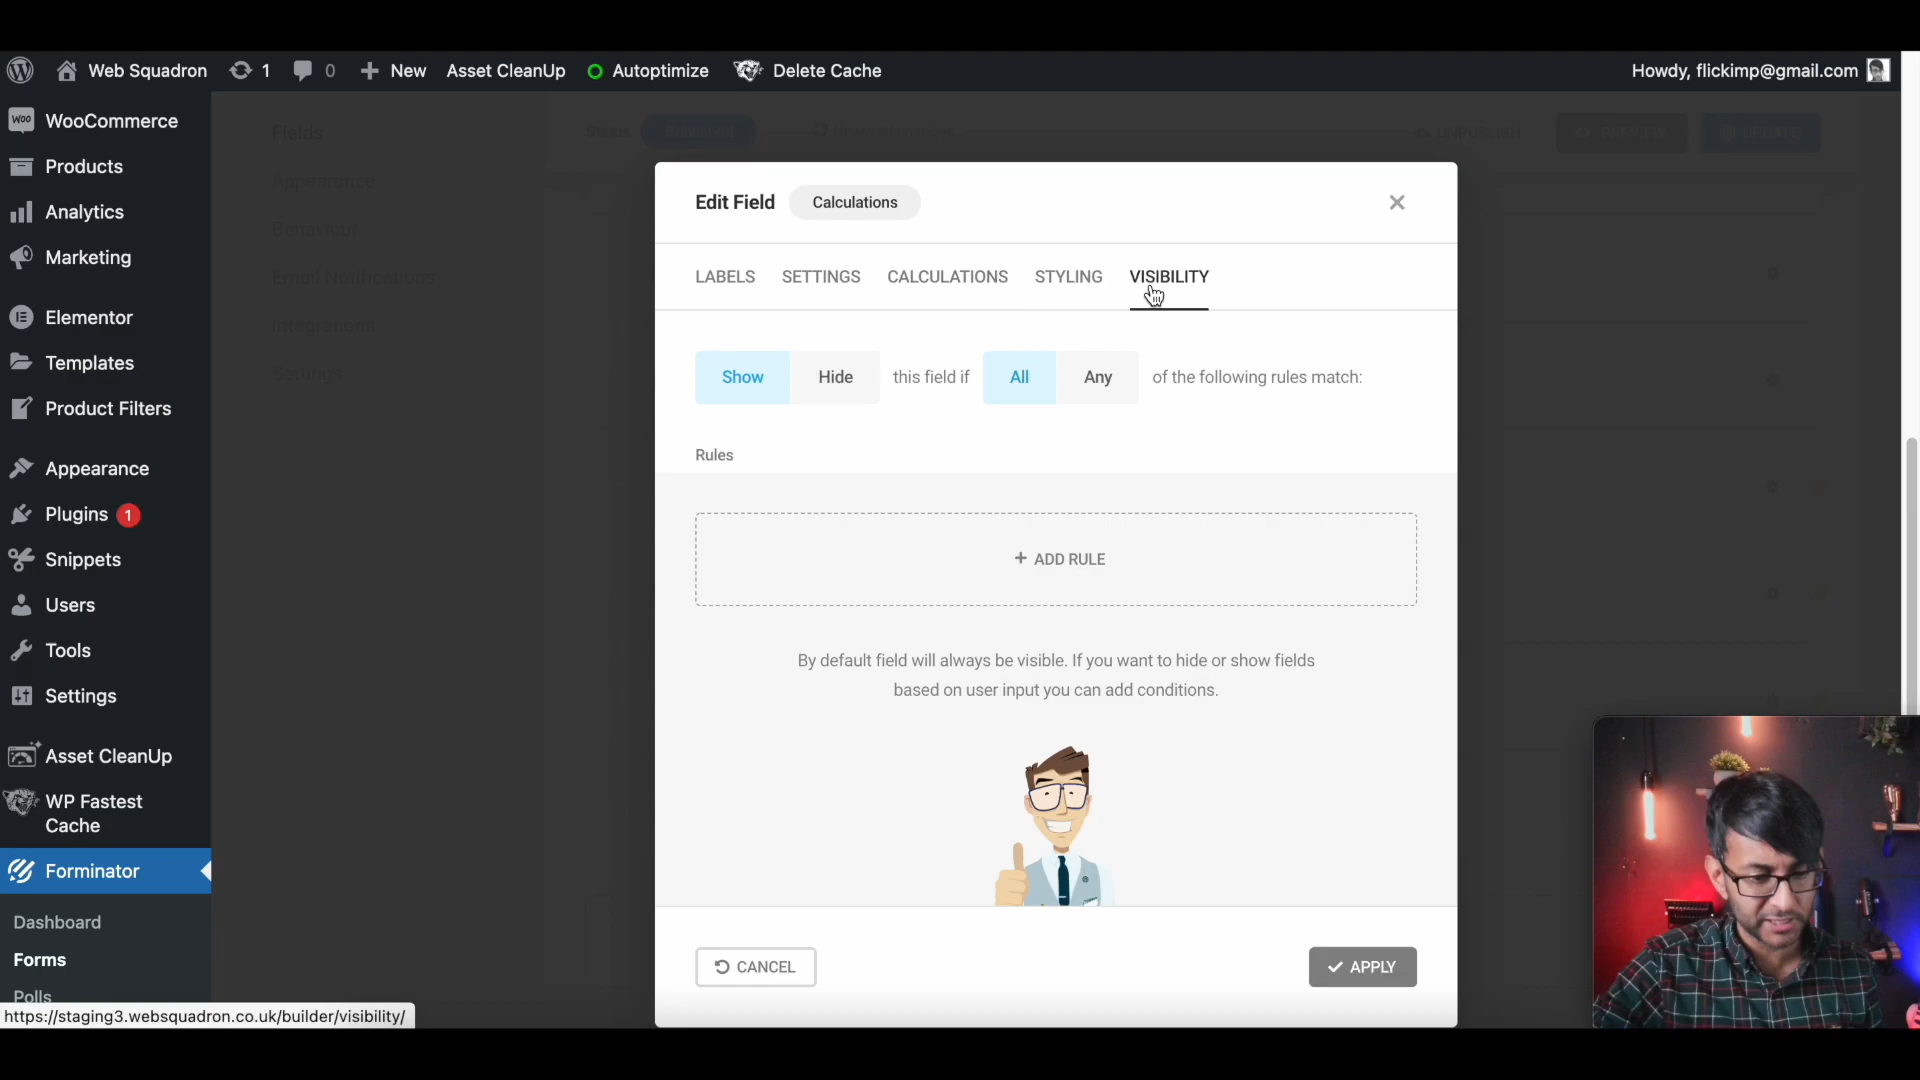 Web Squadron
1
0
New
Asset CleanUp
Autoptimize
Delete Cache
Howdy, flickimp@gmail.com
Woo
WooCommerce
Products
Analytics
Marketing
Elementor
Templates
Product Filters
Appearance
Plugins 1
Snippets
Users
Tools
Settings
Asset CleanUp
WP Fastest
Cache
Forminator
Dashboard
Forms
Polls
https://staging3.websquadron.co.uk/builder/visibility/
Fields
Appearance
Behaviour
Email Notifications
Integrations
Settings
Status
Published
UNPUBLISH
PREVIEW
UPDATE
Edit Field
Calculations
LABELS
SETTINGS
CALCULATIONS
STYLING
VISIBILITY
Show
Hide
this field if
All
Any
of the following rules match:
Rules
+ ADD RULE
By default field will always be visible. If you want to hide or show fields
based on user input you can add conditions.
CANCEL
APPLY